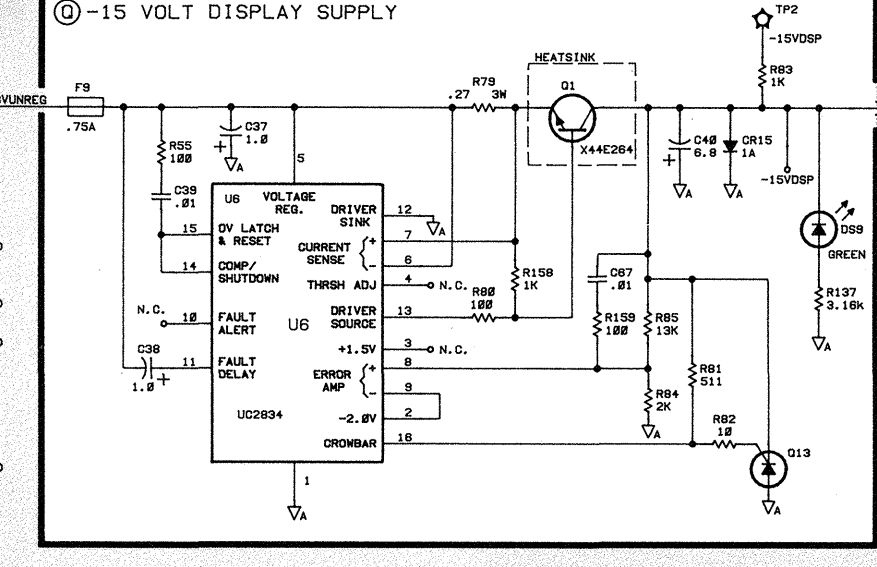 Q -15 VOLT DISPLAY SUPPLY
TP2
-15VDSP
HEATSINK
F9
R79
.27 3W
Q1
R83
1K
VUNREG
.75A
R55
100
C37
1.0
+
A
5
X44E264
C40
6.8
+
A
CR15
1A
A
-15VDSP
C39
.01
U6
VOLTAGE
REG.
DRIVER
SINK
12
A
15
OV LATCH
& RESET
CURRENT
SENSE
+
7
-
6
DS9
GREEN
14
COMP/
SHUTDOWN
THRSH ADJ
4
N.C.
R158
1K
C67
.01
R80
100
N.C.
10
FAULT
ALERT
U6
DRIVER
SOURCE
13
R159
100
R85
13K
R137
3.16k
A
+1.5V
3
N.C.
C38
1.0
+
11
FAULT
DELAY
ERROR
AMP
+
8
-
9
R81
511
R84
2K
A
UC2834
-2.0V
2
CROWBAR
16
R82
10
Q13
1
A
A